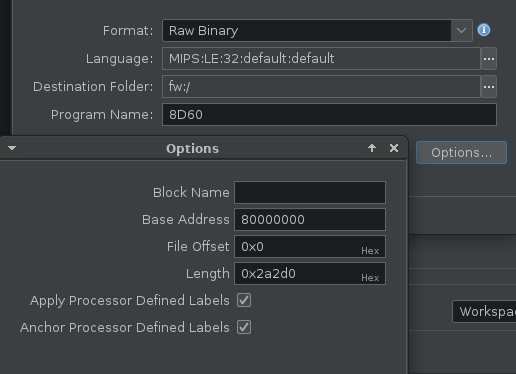 Format: Raw Binary
Language: MIPS:LE:32:default:default ...
Destination Folder: fw:/ ...
Program Name: 8D60
Options...
Options
Block Name
Base Address 80000000
File Offset 0x0 Hex
Length 0x2a2d0 Hex
Apply Processor Defined Labels
Anchor Processor Defined Labels
Workspac